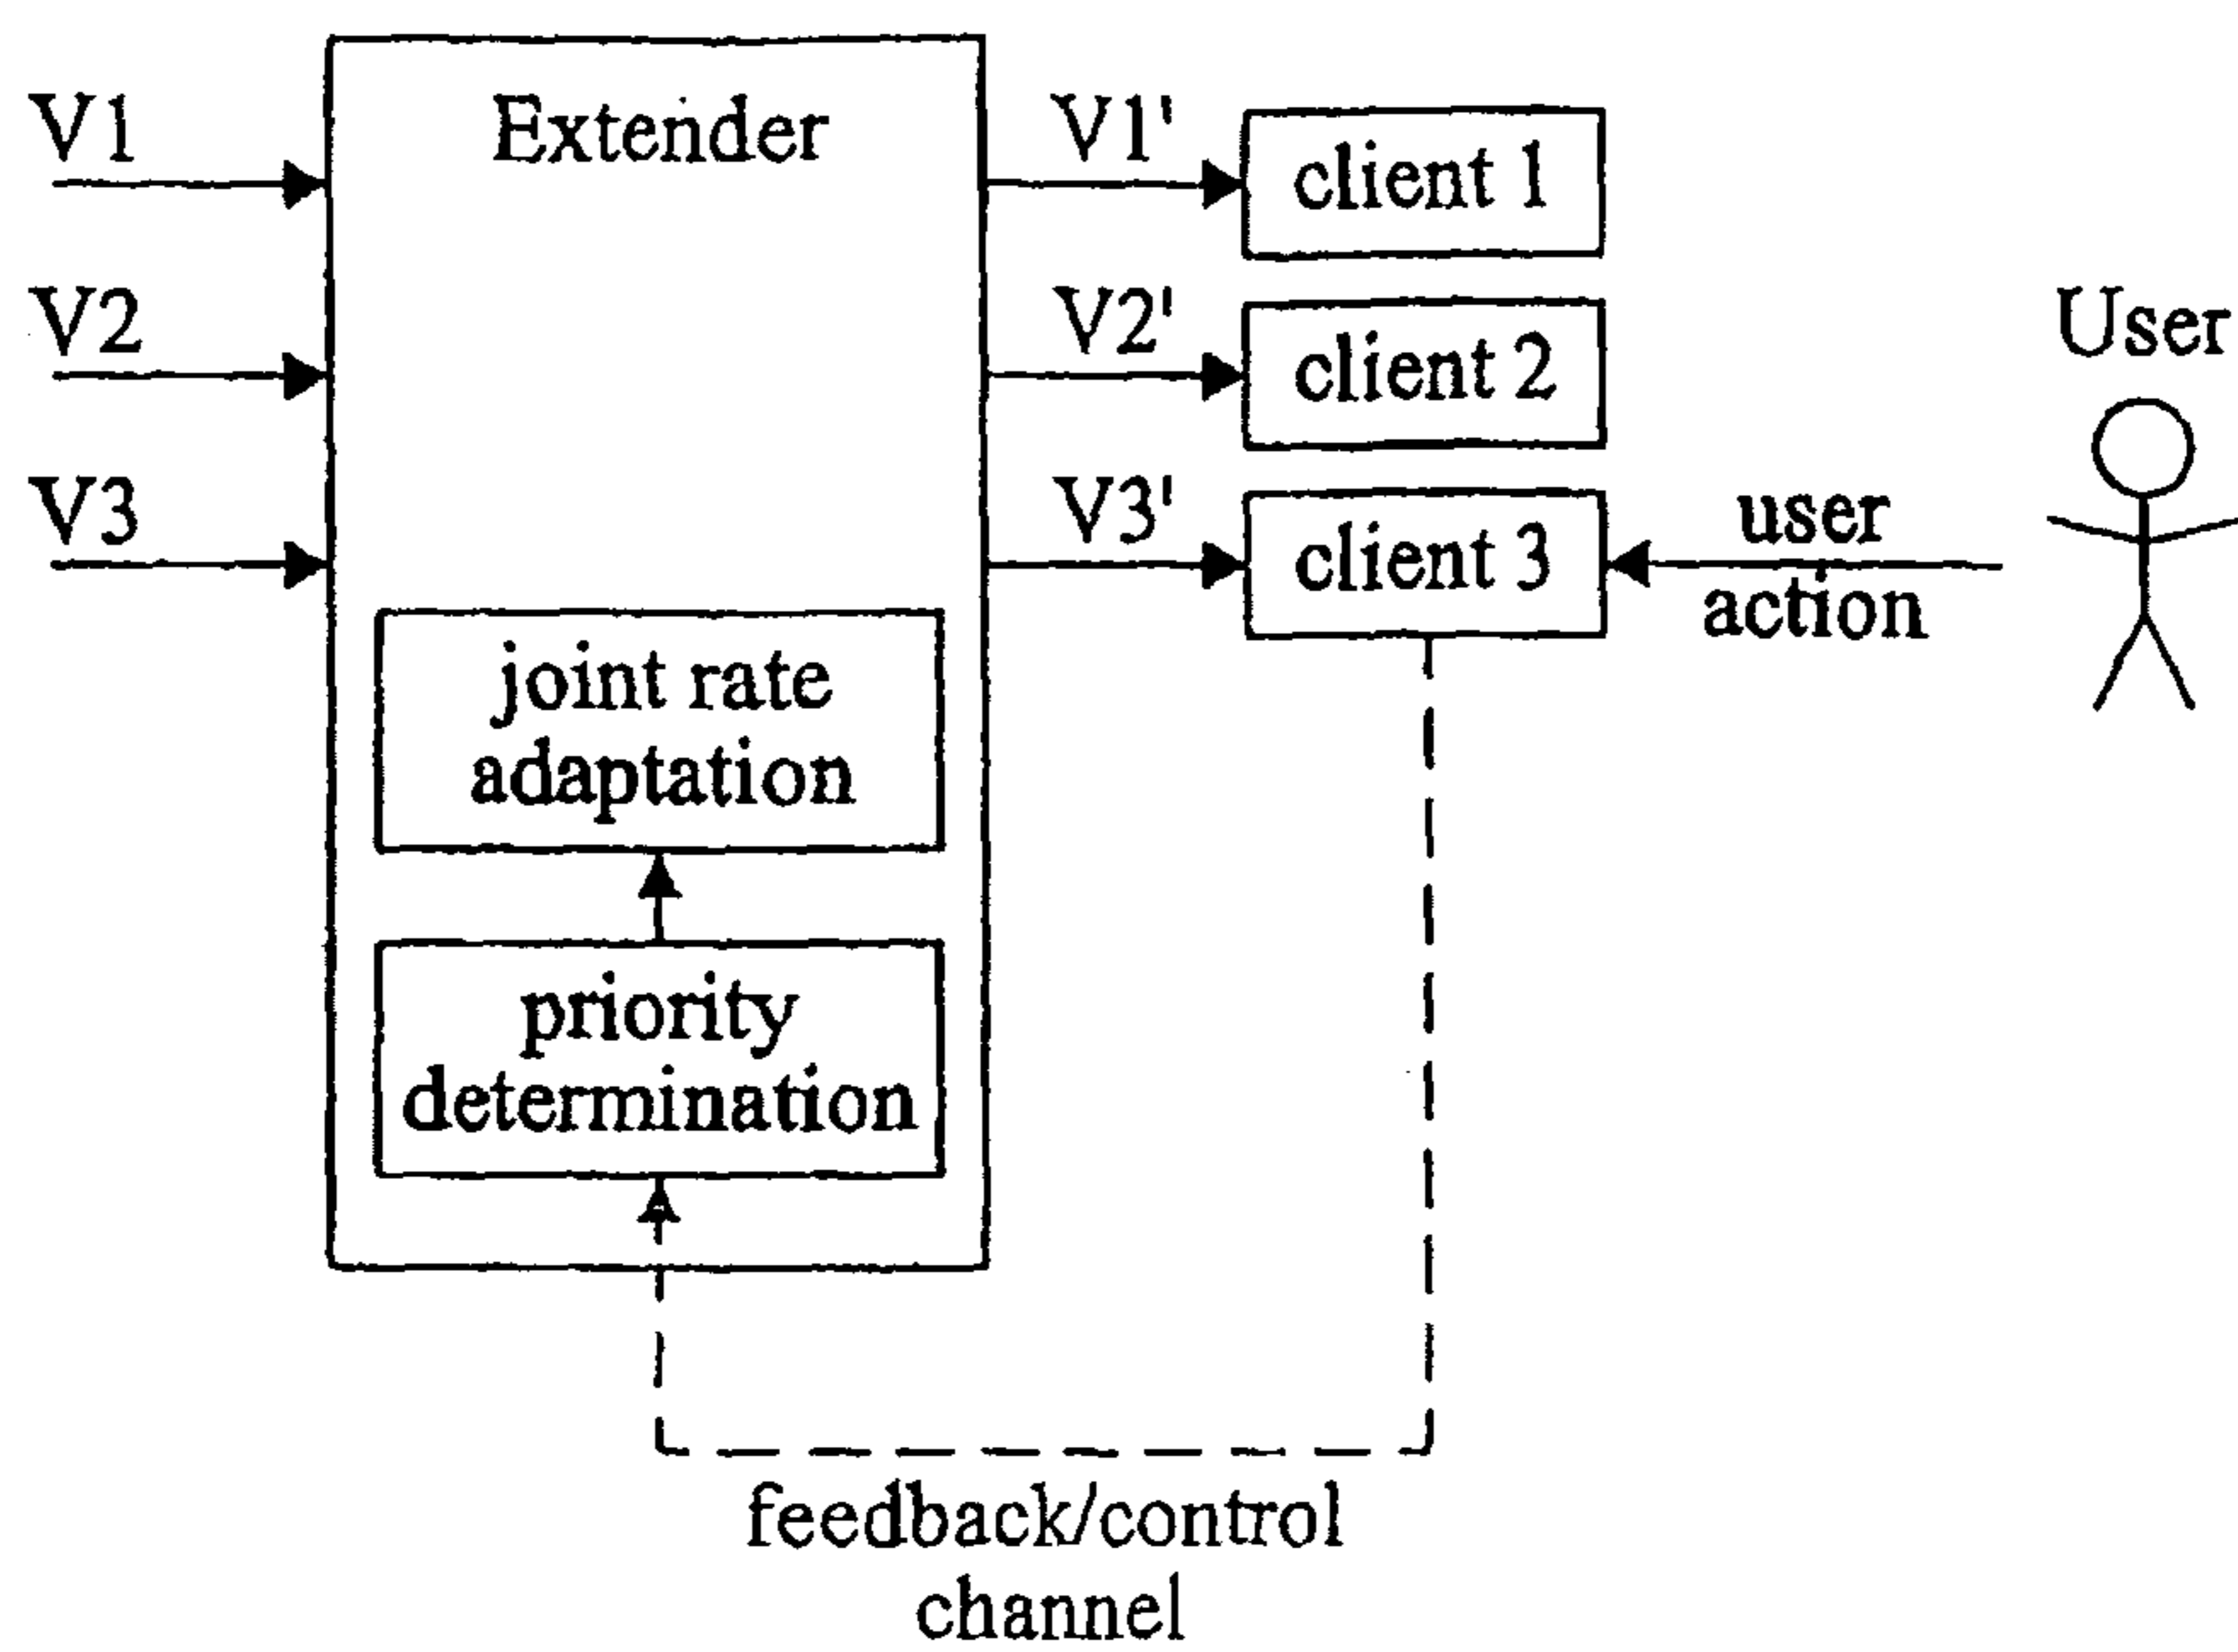 V1
Extender
V1'
client 1
V2
V2'
client 2
User
V3
V3'
client 3
user
action
joint rate
adaptation
priority
determination
feedback/control
channel